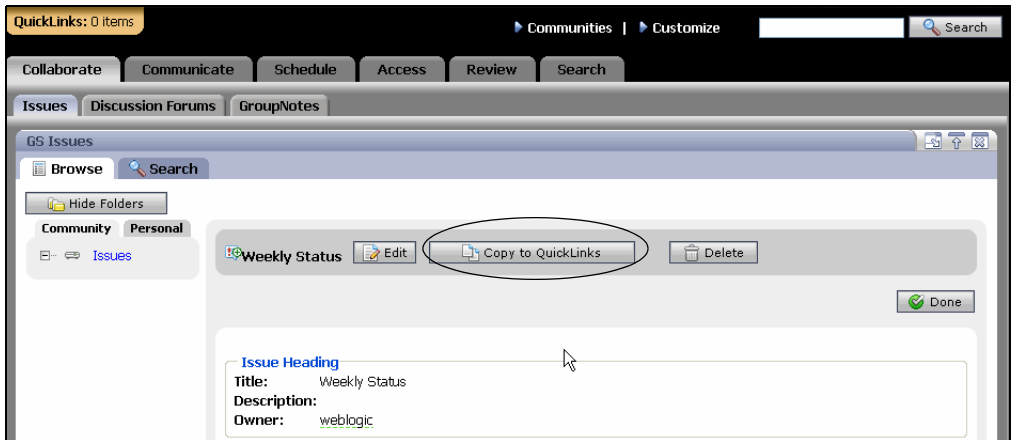 QuickLinks: 0 items
Communities | Customize Search
Collaborate Communicate Schedule Access Review Search
Issues Discussion Forums GroupNotes
GS Issues
Browse Search
Hide Folders
Community Personal
Issues
Weekly Status Edit Copy to QuickLinks Delete
Done
Issue Heading
Title: Weekly Status
Description:
Owner: weblogic